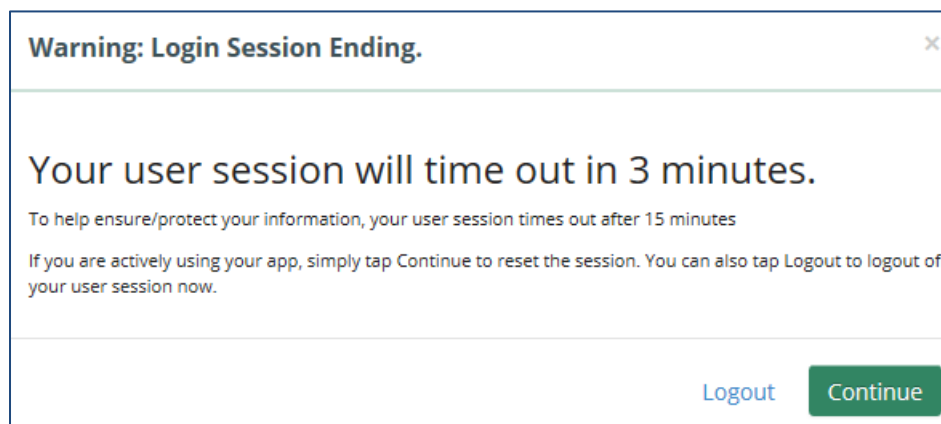 Warning: Login Session Ending.
×
Your user session will time out in 3 minutes.
To help ensure/protect your information, your user session times out after 15 minutes
If you are actively using your app, simply tap Continue to reset the session. You can also tap Logout to logout of
your user session now.
Logout
Continue